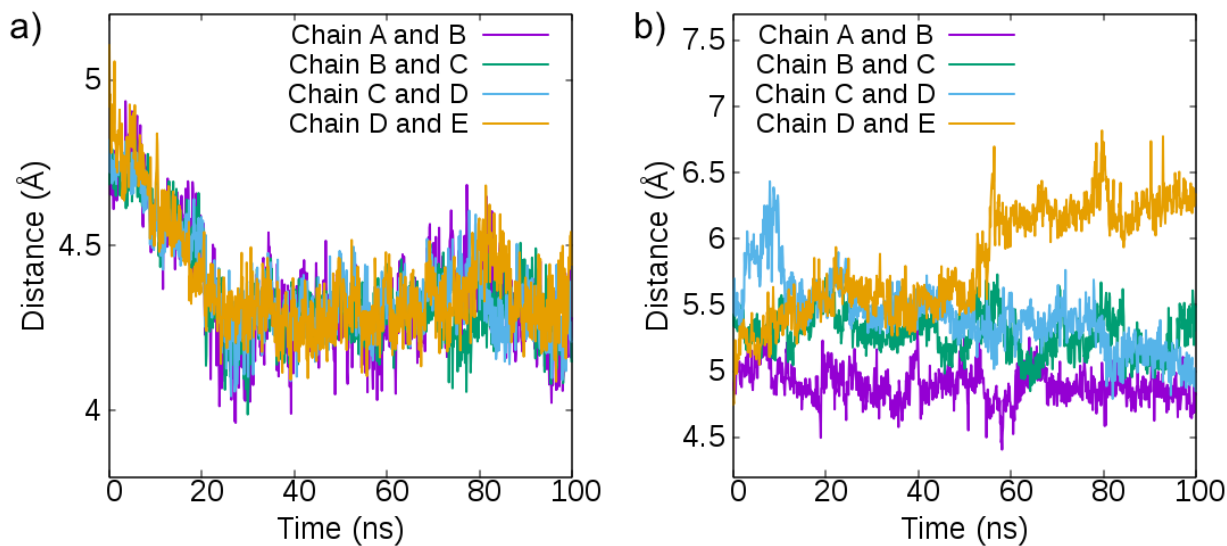 a)
Chain A and B
Chain B and C
Chain C and D
Chain D and E
Distance (Å)
5
4.5
4
0 20 40 60 80 100
Time (ns)
b)
Chain A and B
Chain B and C
Chain C and D
Chain D and E
Distance (Å)
7.5
7
6.5
6
5.5
5
4.5
0 20 40 60 80 100
Time (ns)